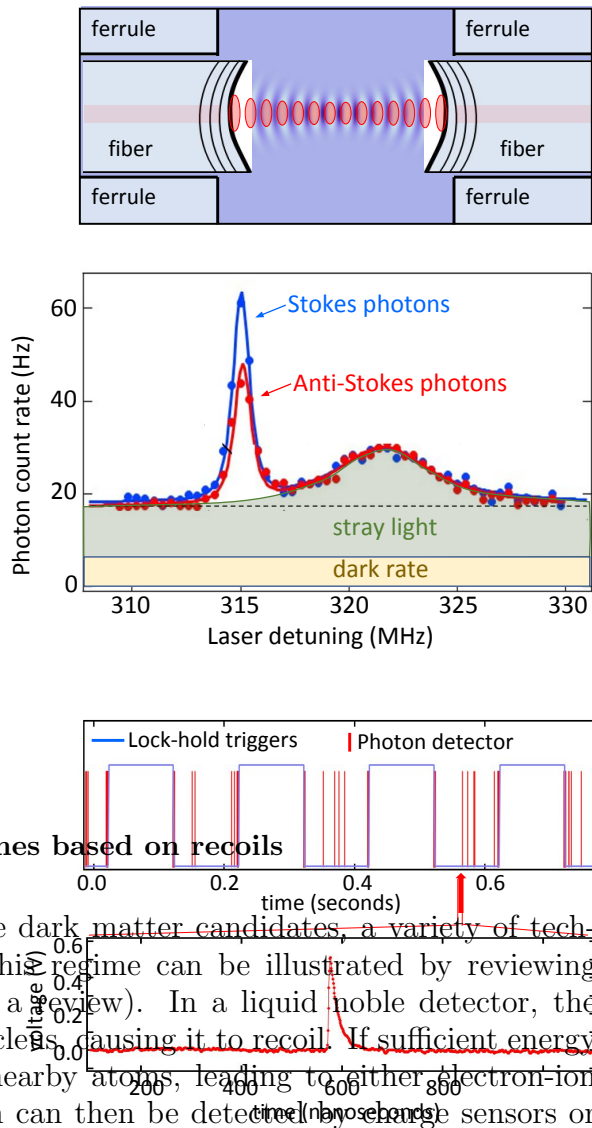 ferrule
ferrule
fiber
fiber
ferrule
ferrule
Photon count rate (Hz)
60
40
20
0
Stokes photons
Anti-Stokes photons
stray light
dark rate
310
315
320
325
330
Laser detuning (MHz)
Lock-hold triggers
Photon detector
nes based on recoils
0.0
0.2
0.4
0.6
time (seconds)
e dark matter candidates, a variety of tech-
0.6
his regime can be illustrated by reviewing
voltage (V)
0.4
a review). In a liquid noble detector, the
0.2
cleus, causing it to recoil. If sufficient energy
0.0
nearby atoms, leading to either electron-ion
200
400
600
800
n can then be detected by charge sensors or
time (nanoseconds)